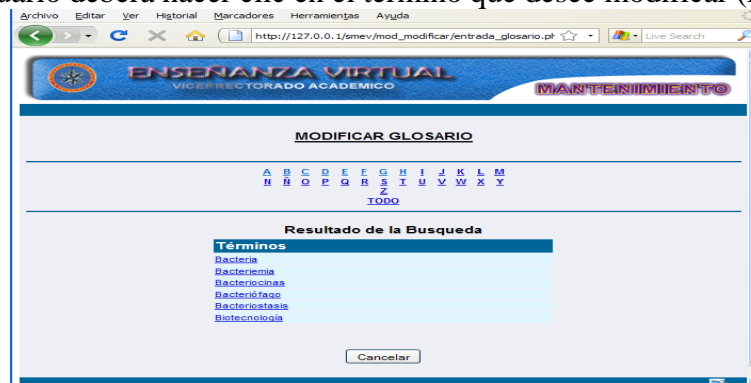 uario deberá hacer clic en el término que desee modificar (
Archivo Editar Ver Historial Marcadores Herramientas Ayuda
http://127.0.0.1/smev/mod_modificar/entrada_glosario.ph Live Search
ENSEÑANZA VIRTUAL
VICERRECTORADO ACADEMICO
MANTENIMIENTO
MODIFICAR GLOSARIO
A B C D E F G H I J K L M
N Ñ O P Q R S T U V W X Y
Z
TODO
Resultado de la Busqueda
Términos
Bacteria
Bacteriemia
Bacteriocinas
Bacteriófago
Bacteriostasis
Biotecnología
Cancelar